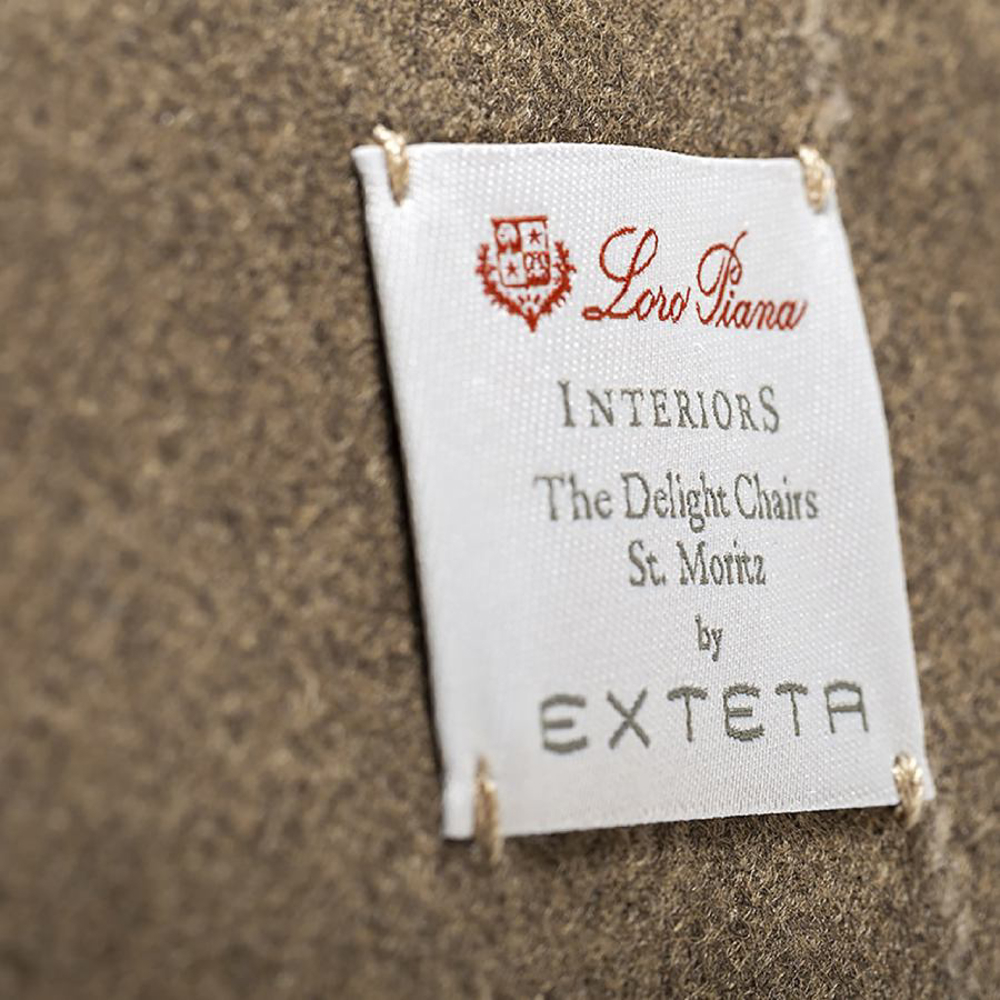 Loro Piana
INTERIORS
The Delight Chairs
St. Moritz
by
EXTETA